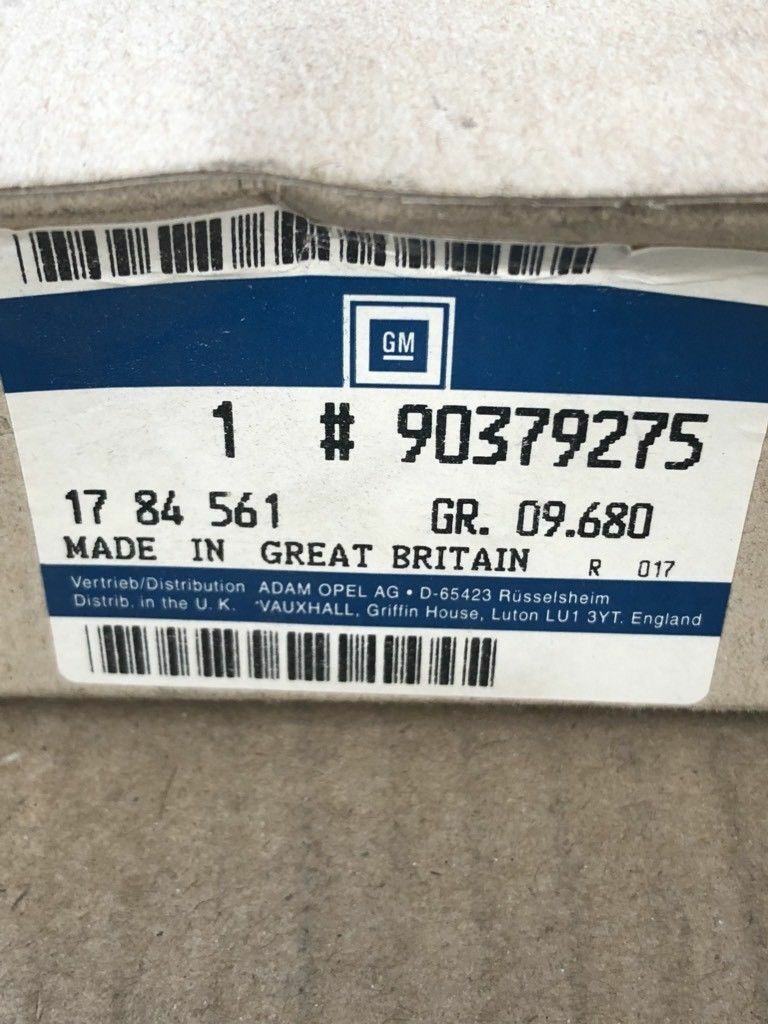 GM
1 # 90379275
17 84 561 GR. 09.680
MADE IN GREAT BRITAIN R 017
Vertrieb/Distribution ADAM OPEL AG • D-65423 Rüsselsheim
Distrib. in the U. K. VAUXHALL, Griffin House, Luton LU1 3YT. England